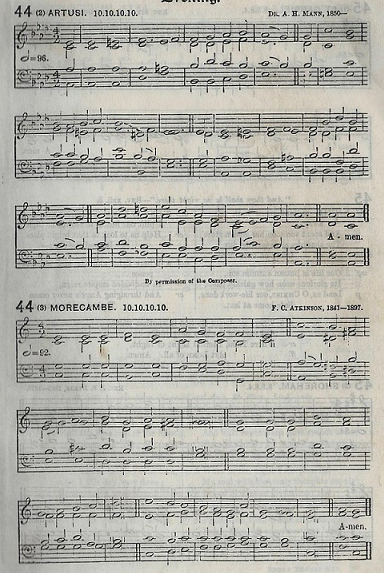 Evening.
44 (2) ARTUSI. 10.10.10.10. DR. A. H. MANN, 1850—
𝅗𝅥=96.
A - men.
By permission of the Composer.
44 (3) MORECAMBE. 10.10.10.10. F. C. ATKINSON, 1841—1897.
𝅗𝅥=92.
A-men.